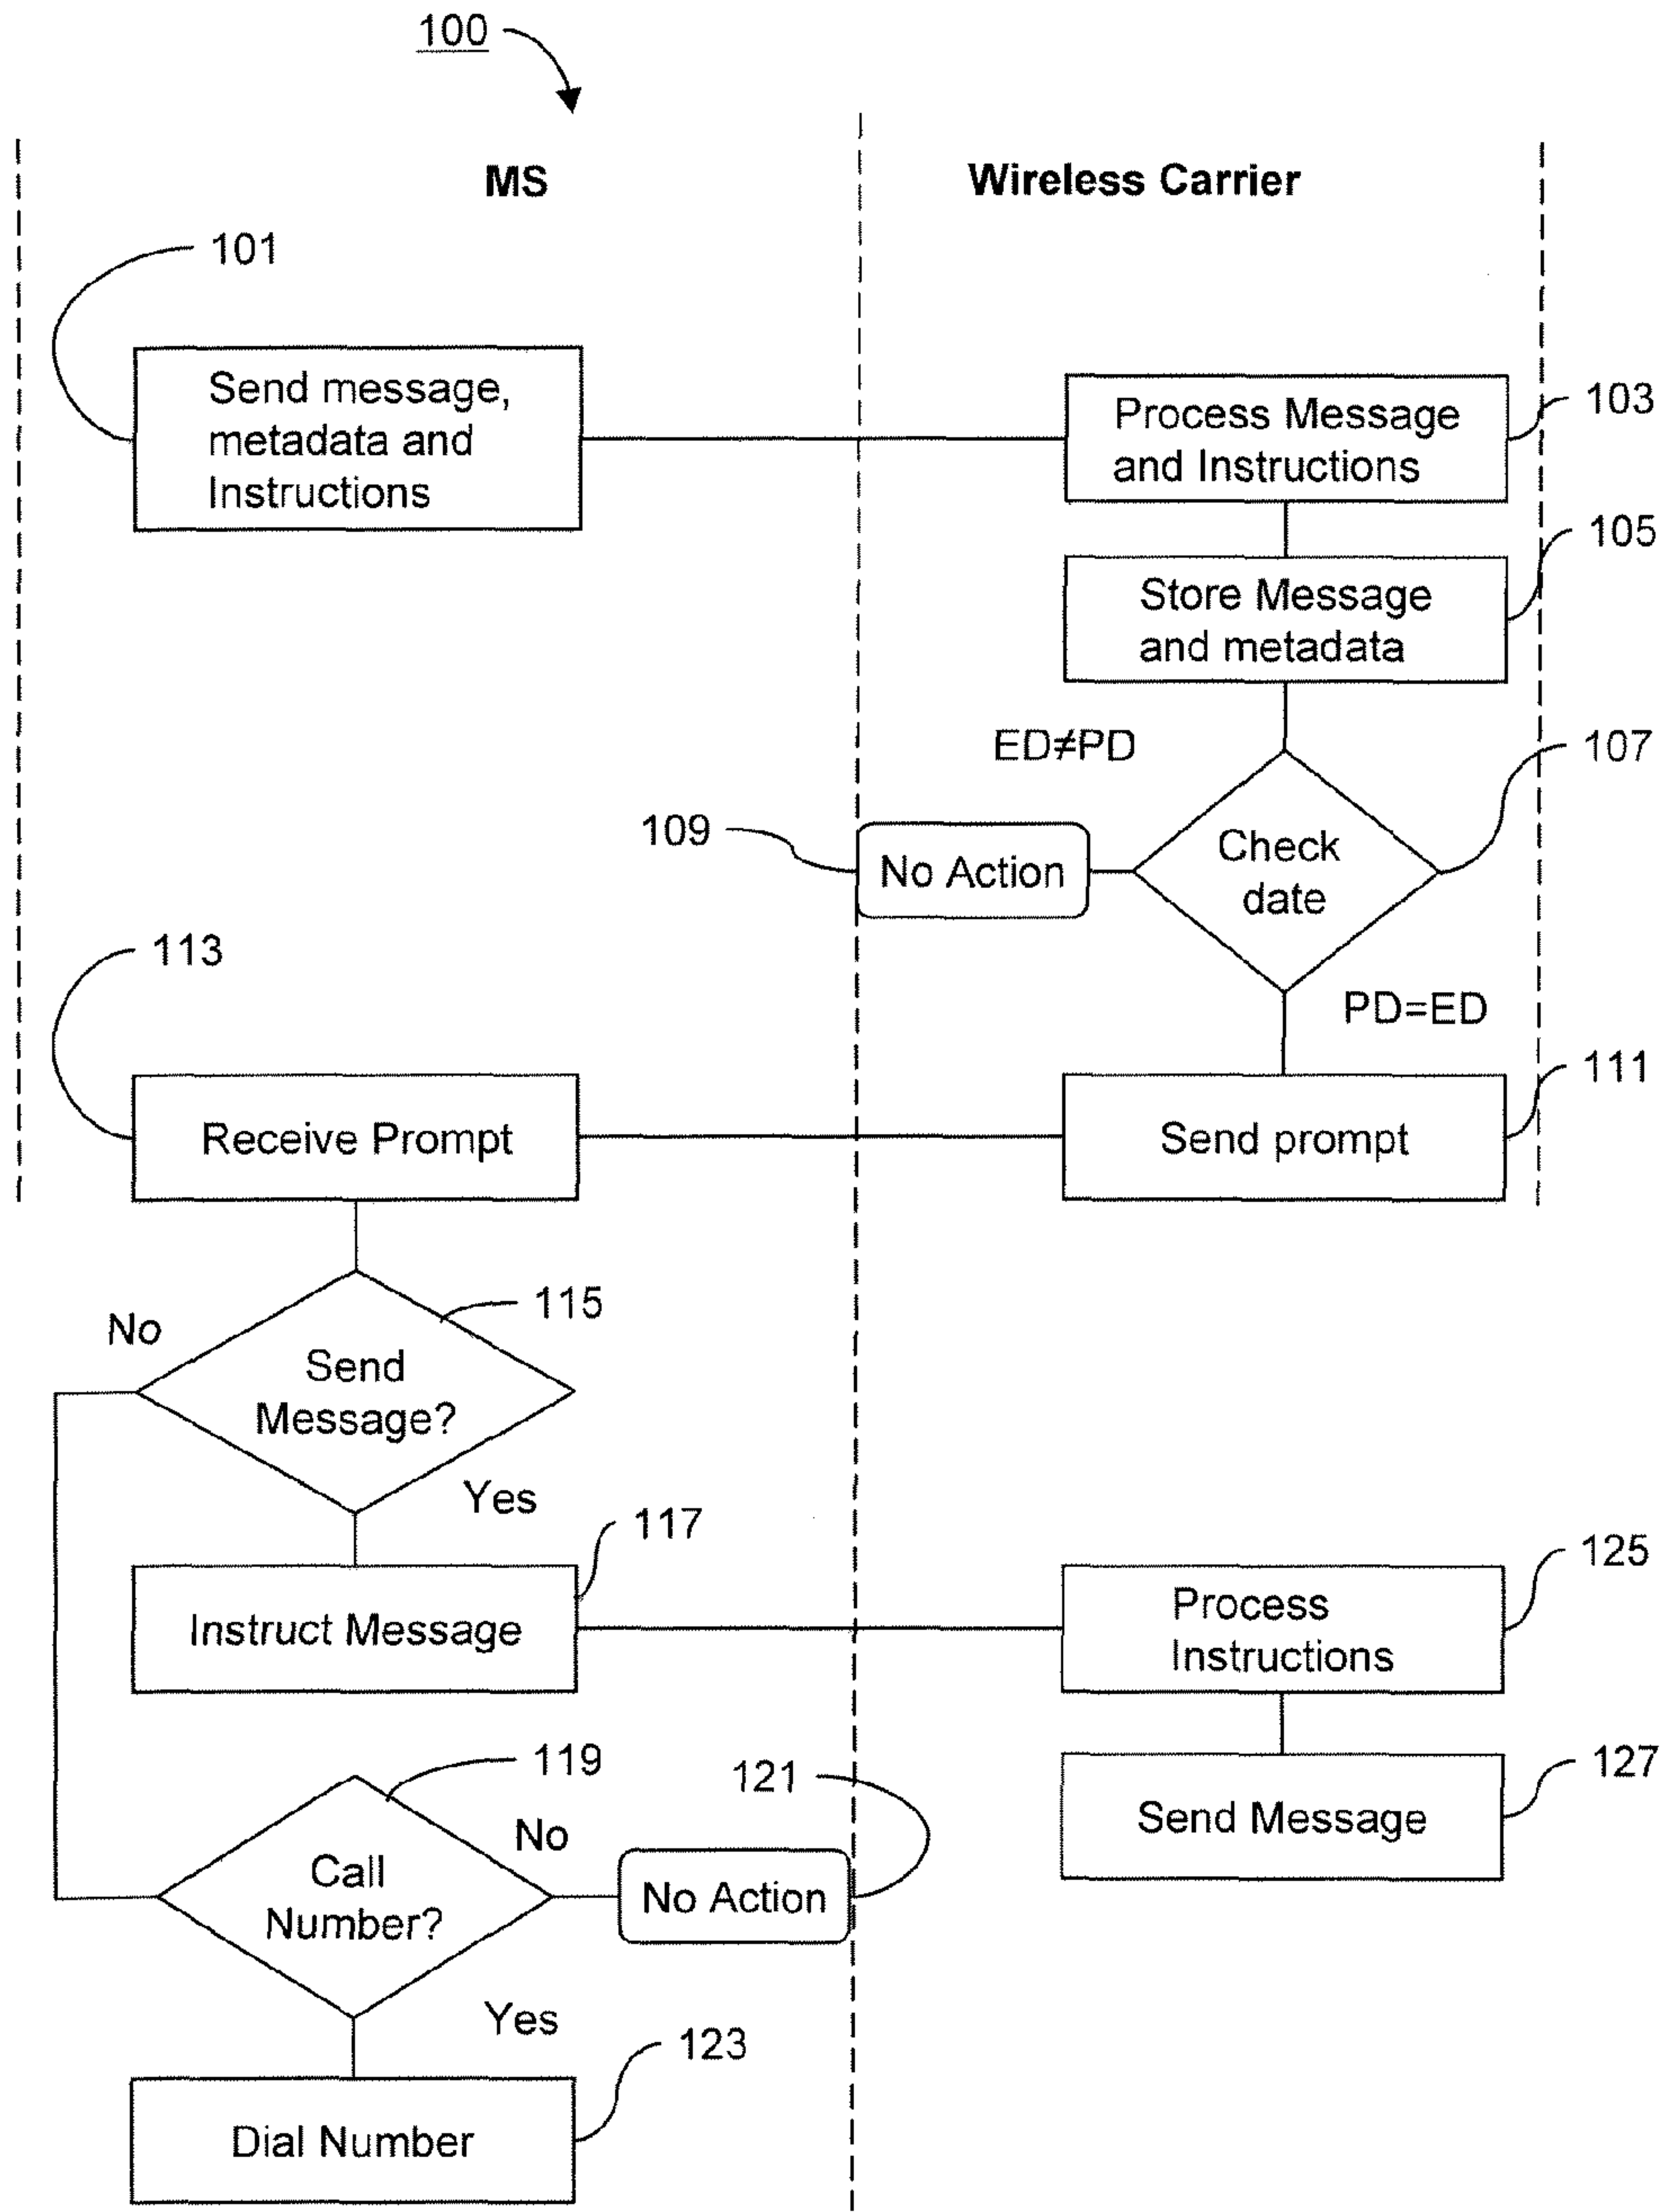 100
MS
Wireless Carrier
101
Send message,
metadada and
Instructions
Process Message
and Instructions
103
105
Store Message
and metadata
ED≠PD
107
109
No Action
Check
date
113
PD=ED
111
Receive Prompt
Send prompt
115
No
Send
Message?
Yes
117
125
Instruct Message
Process
Instructions
119
121
127
No
Send Message
Call
Number?
No Action
Yes
123
Dial Number